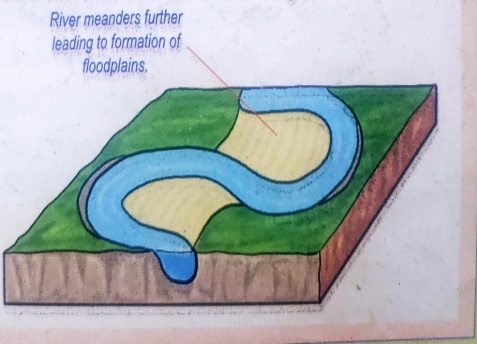 River meanders further
leading to formation of
floodplains.